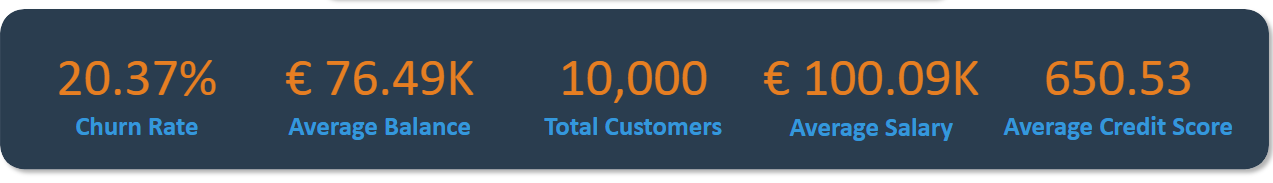 20.37% € 76.49K 10,000 € 100.09K 650.53
Churn Rate Average Balance Total Customers Average Salary Average Credit Score